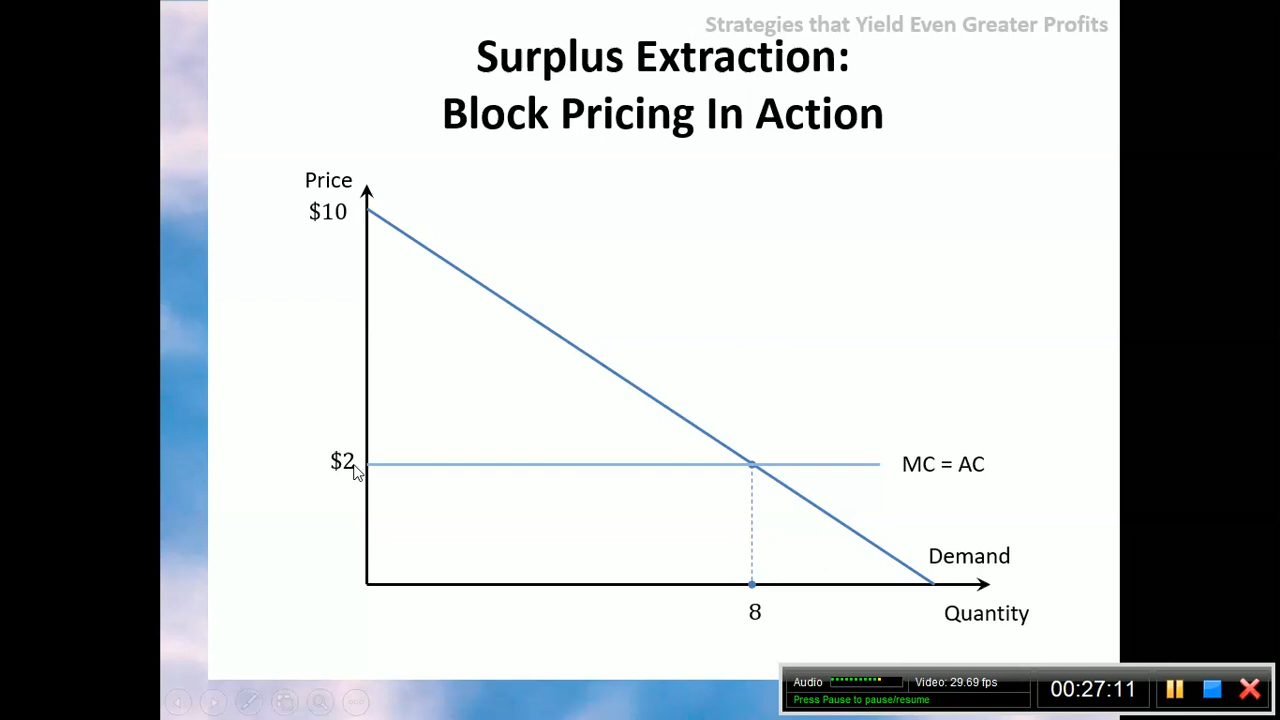 Strategies that Yield Even Greater Profits
Surplus Extraction:
Block Pricing In Action
Price
$10
$2
MC = AC
Demand
8
Quantity
Audio
Video: 29.69 fps
Press Pause to pause/resume
00:27:11